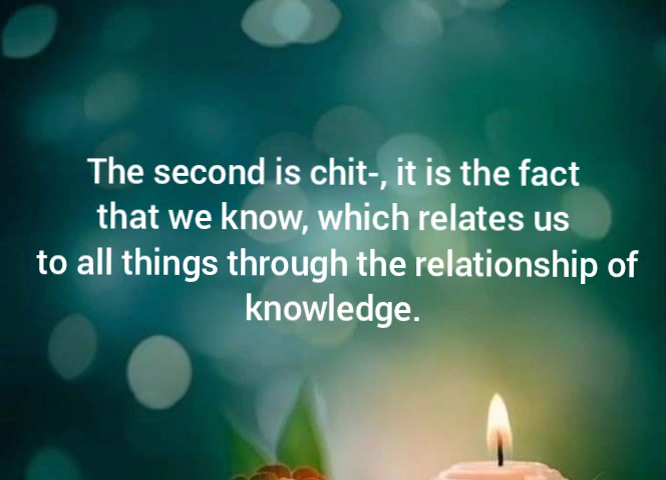 The second is chit-, it is the fact
that we know, which relates us
to all things through the relationship of
knowledge.